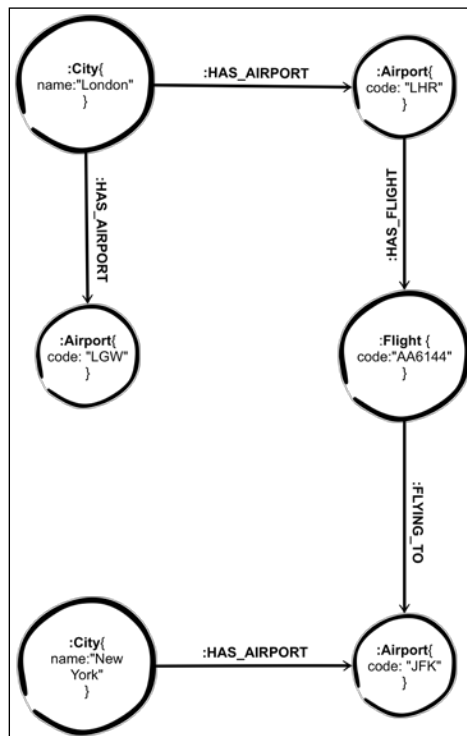 :City{
name:"London"
}
:HAS_AIRPORT
:Airport{
code: "LHR"
}
:HAS_AIRPORT
:HAS_FLIGHT
:Airport{
code: "LGW"
}
:Flight {
code:"AA6144"
}
:FLYING_TO
:City{
name:"New
York"
}
:HAS_AIRPORT
:Airport{
code: "JFK"
}